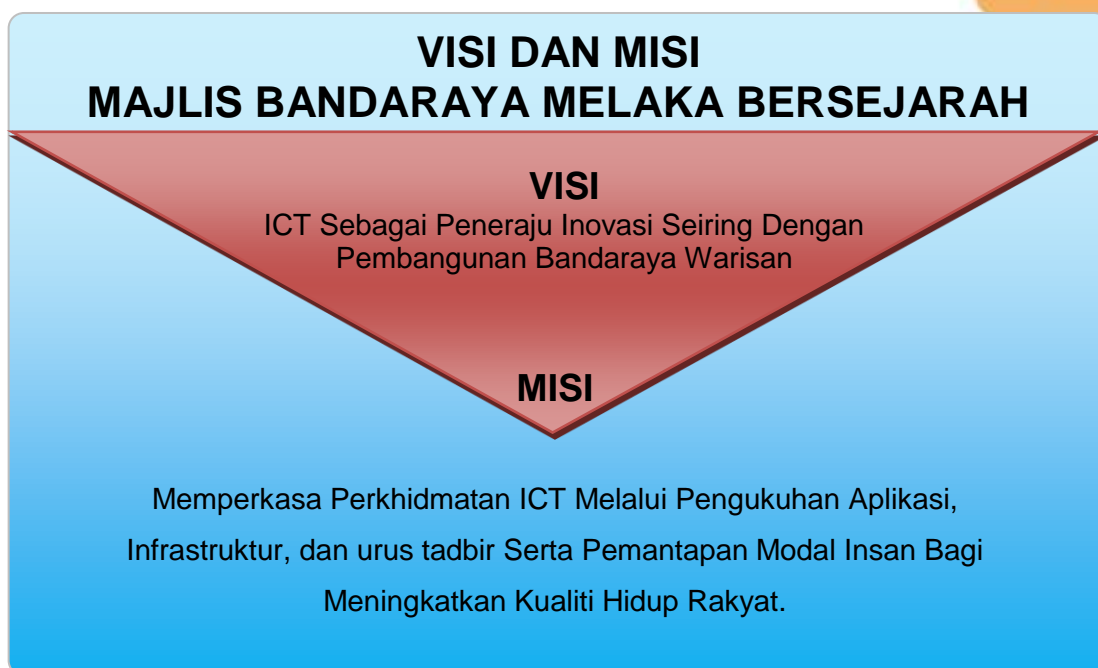 VISI DAN MISI
MAJLIS BANDARAYA MELAKA BERSEJARAH
VISI
ICT Sebagai Peneraju Inovasi Seiring Dengan
Pembangunan Bandaraya Warisan
MISI
Memperkasa Perkhidmatan ICT Melalui Pengukuhan Aplikasi,
Infrastruktur, dan urus tadbir Serta Pemantapan Modal Insan Bagi
Meningkatkan Kualiti Hidup Rakyat.